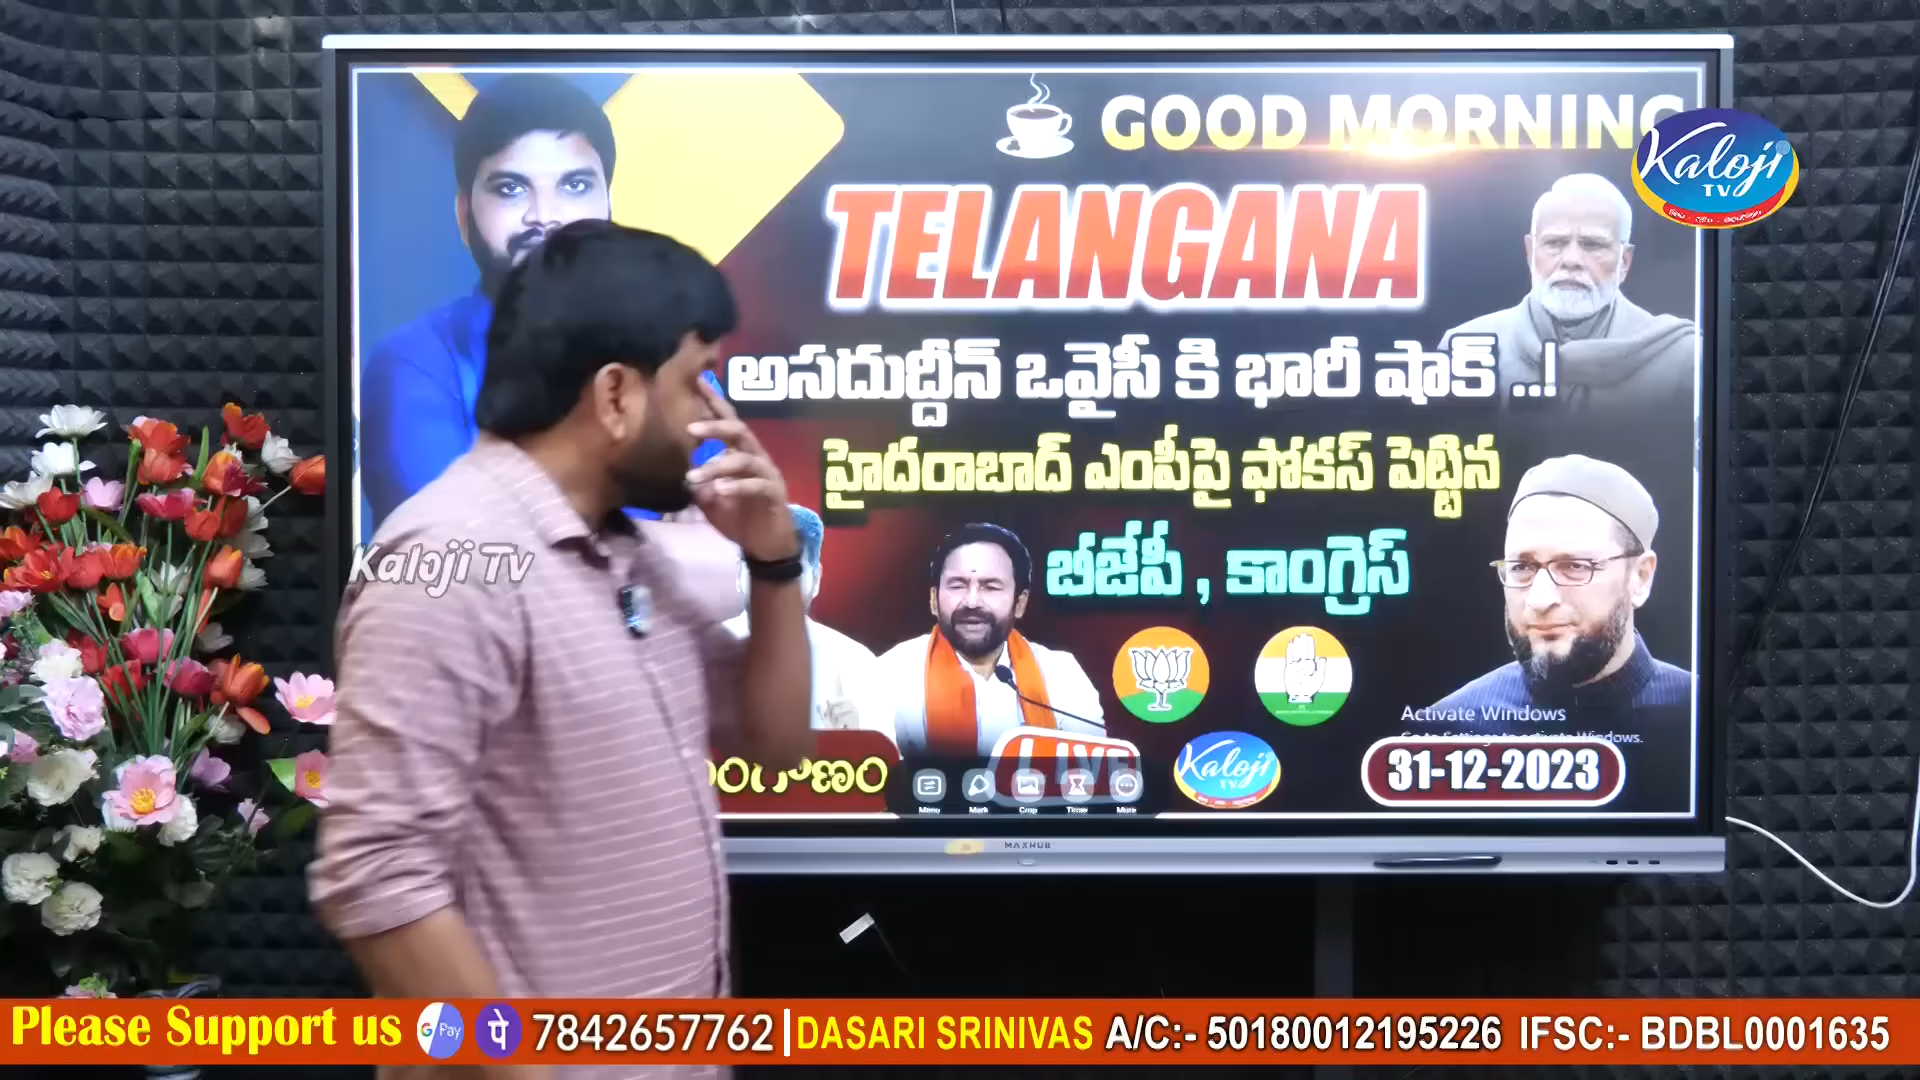 GOOD MORNING
Kaloji
TV
TELANGANA
అసదుద్దీన్ ఒవైసీ కి భారీ షాక్ ..!
హైదరాబాద్ ఎంపీపై ఫోకస్ పెట్టిన
బీజేపీ , కాంగ్రెస్
Kaloji Tv
Activate Windows
LIVE
Kaloji
TV
31-12-2023
Menu Mark Crop Timer More
MAXHUB
Please Support us G Pay पे 7842657762 | DASARI SRINIVAS A/C:- 50180012195226 IFSC:- BDBL0001635